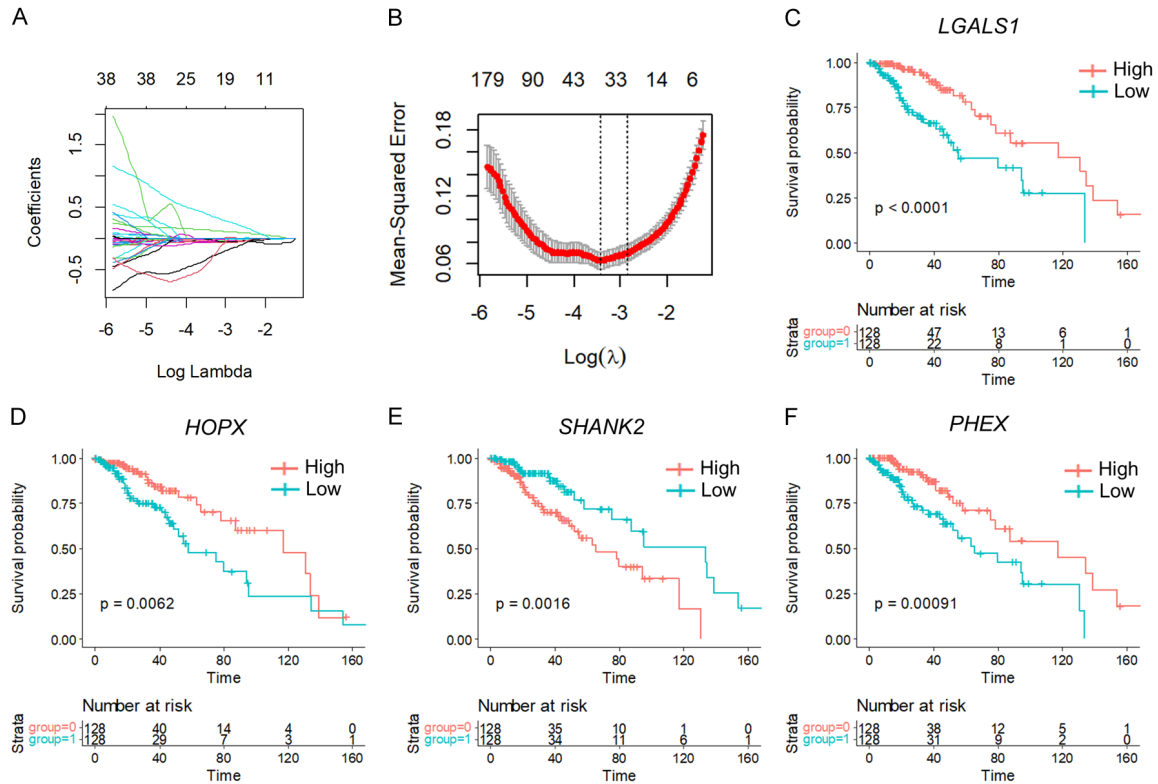 A
38 38 25 19 11
Coefficients
1.5
0.5
-0.5
-6 -5 -4 -3 -2
Log Lambda
B
179 90 43 33 14 6
Mean-Squared Error
0.18
0.12
0.06
-6 -5 -4 -3 -2
Log(λ)
C
LGALS1
Survival probability
1.00
0.75
0.50
0.25
0.00
High
Low
p < 0.0001
0 40 80 120 160
Time
Number at risk
Strata
group=0 128 47 13 6 1
group=1 128 22 8 1 0
0 40 80 120 160
Time
D
HOPX
Survival probability
1.00
0.75
0.50
0.25
0.00
High
Low
p = 0.0062
0 40 80 120 160
Time
Number at risk
Strata
group=0 128 40 14 4 0
group=1 128 29 7 3 1
0 40 80 120 160
Time
E
SHANK2
Survival probability
1.00
0.75
0.50
0.25
0.00
High
Low
p = 0.0016
0 40 80 120 160
Time
Number at risk
Strata
group=0 128 35 10 1 0
group=1 128 34 11 6 1
0 40 80 120 160
Time
F
PHEX
Survival probability
1.00
0.75
0.50
0.25
0.00
High
Low
p = 0.00091
0 40 80 120 160
Time
Number at risk
Strata
group=0 128 38 12 5 1
group=1 128 31 9 2 0
0 40 80 120 160
Time